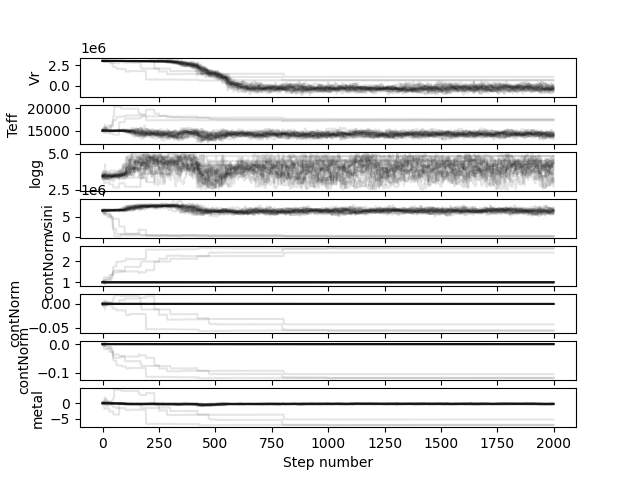 1e6
Vr
2.5
0.0
Teff
20000
15000
logg
5.0
2.5
1e6
vsini
5
0
contNorm
2
1
contNorm
0.00
−0.05
contNorm
0.0
−0.1
metal
0
−5
0 250 500 750 1000 1250 1500 1750 2000
Step number